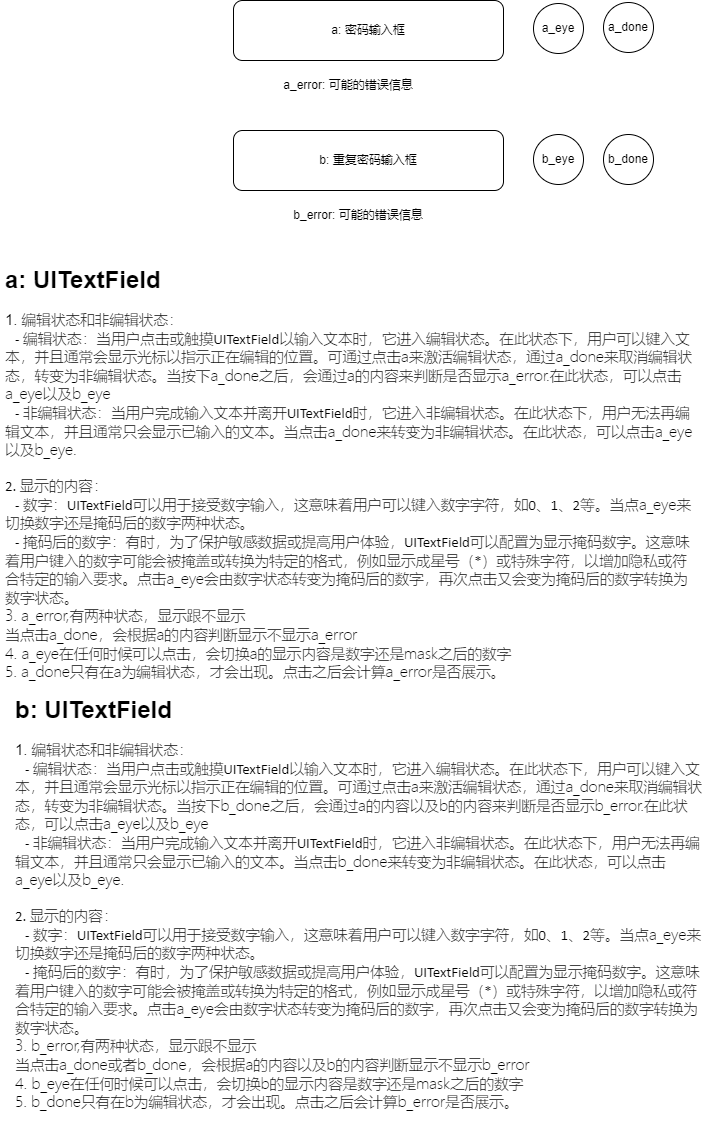 a: 密码输入框
a_eye
a_done
a_error: 可能的错误信息
b: 重复密码输入框
b_eye
b_done
b_error: 可能的错误信息
a: UITextField
1. 编辑状态和非编辑状态：
- 编辑状态：当用户点击或触摸UITextField以输入文本时，它进入编辑状态。在此状态下，用户可以键入文
本，并且通常会显示光标以指示正在编辑的位置。可通过点击a来激活编辑状态，通过a_done来取消编辑状
态，转变为非编辑状态。当按下a_done之后，会通过a的内容来判断是否显示a_error.在此状态，可以点击
a_eye以及b_eye
- 非编辑状态：当用户完成输入文本并离开UITextField时，它进入非编辑状态。在此状态下，用户无法再编
辑文本，并且通常只会显示已输入的文本。当点击a_done来转变为非编辑状态。在此状态，可以点击a_eye
以及b_eye.
2. 显示的内容：
- 数字：UITextField可以用于接受数字输入，这意味着用户可以键入数字字符，如0、1、2等。当点a_eye来
切换数字还是掩码后的数字两种状态。
- 掩码后的数字：有时，为了保护敏感数据或提高用户体验，UITextField可以配置为显示掩码数字。这意味
着用户键入的数字可能会被掩盖或转换为特定的格式，例如显示成星号（*）或特殊字符，以增加隐私或符
合特定的输入要求。点击a_eye会由数字状态转变为掩码后的数字，再次点击又会变为掩码后的数字转换为
数字状态。
3. a_error,有两种状态，显示跟不显示
当点击a_done，会根据a的内容判断显示不显示a_error
4. a_eye在任何时候可以点击，会切换a的显示内容是数字还是mask之后的数字
5. a_done只有在a为编辑状态，才会出现。点击之后会计算a_error是否展示。
b: UITextField
1. 编辑状态和非编辑状态：
- 编辑状态：当用户点击或触摸UITextField以输入文本时，它进入编辑状态。在此状态下，用户可以键入文
本，并且通常会显示光标以指示正在编辑的位置。可通过点击a来激活编辑状态，通过a_done来取消编辑状
态，转变为非编辑状态。当按下b_done之后，会通过a的内容以及b的内容来判断是否显示b_error.在此状
态，可以点击a_eye以及b_eye
- 非编辑状态：当用户完成输入文本并离开UITextField时，它进入非编辑状态。在此状态下，用户无法再编
辑文本，并且通常只会显示已输入的文本。当点击b_done来转变为非编辑状态。在此状态，可以点击
a_eye以及b_eye.
2. 显示的内容：
- 数字：UITextField可以用于接受数字输入，这意味着用户可以键入数字字符，如0、1、2等。当点a_eye来
切换数字还是掩码后的数字两种状态。
- 掩码后的数字：有时，为了保护敏感数据或提高用户体验，UITextField可以配置为显示掩码数字。这意味
着用户键入的数字可能会被掩盖或转换为特定的格式，例如显示成星号（*）或特殊字符，以增加隐私或符
合特定的输入要求。点击a_eye会由数字状态转变为掩码后的数字，再次点击又会变为掩码后的数字转换为
数字状态。
3. b_error,有两种状态，显示跟不显示
当点击a_done或者b_done，会根据a的内容以及b的内容判断显示不显示b_error
4. b_eye在任何时候可以点击，会切换b的显示内容是数字还是mask之后的数字
5. b_done只有在b为编辑状态，才会出现。点击之后会计算b_error是否展示。